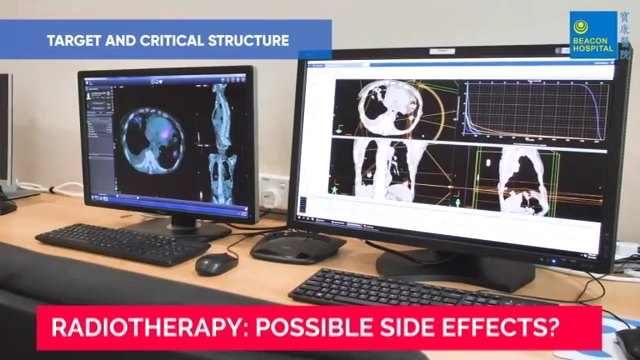 TARGET AND CRITICAL STRUCTURE
BEACON
HOSPITAL
寶康醫院
RADIOTHERAPY: POSSIBLE SIDE EFFECTS?